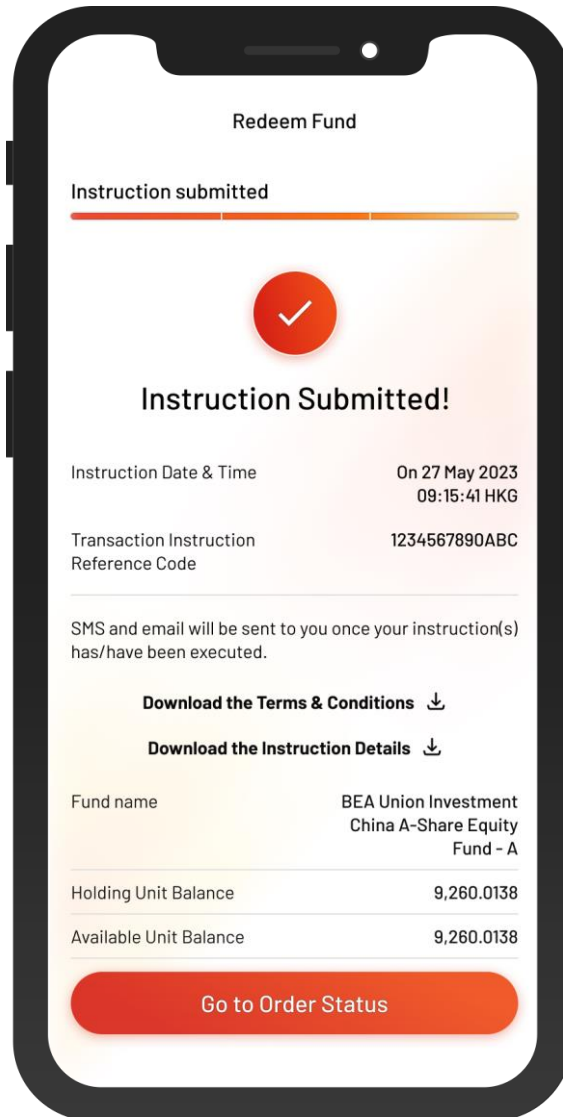 Redeem Fund
Instruction submitted
Instruction Submitted!
Instruction Date & Time
On 27 May 2023
09:15:41 HKG
Transaction Instruction
Reference Code
1234567890ABC
SMS and email will be sent to you once your instruction(s)
has/have been executed.
Download the Terms & Conditions
Download the Instruction Details
Fund name
BEA Union Investment
China A-Share Equity
Fund - A
Holding Unit Balance
9,260.0138
Available Unit Balance
9,260.0138
Go to Order Status